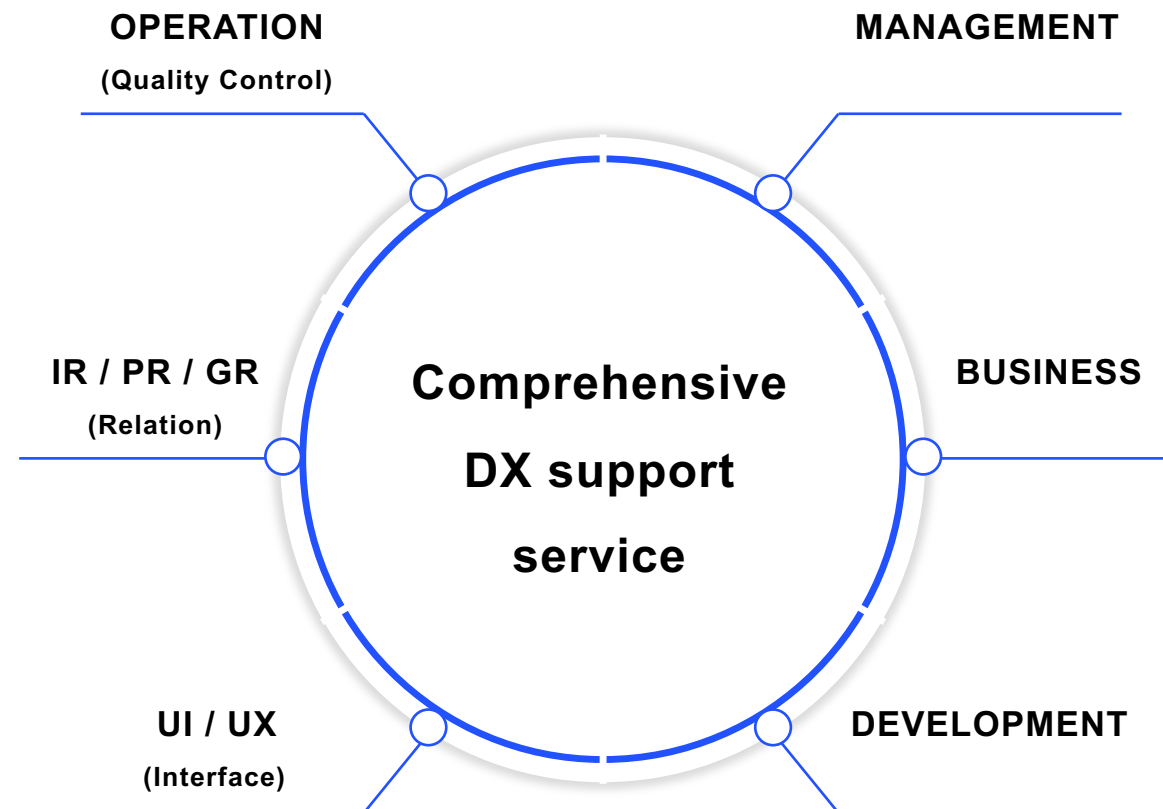 OPERATION
(Quality Control)
MANAGEMENT
IR / PR / GR
(Relation)
BUSINESS
Comprehensive
DX support
service
UI / UX
(Interface)
DEVELOPMENT